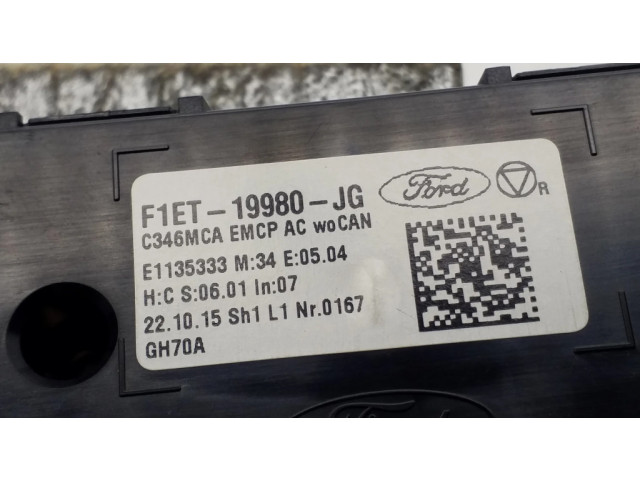 Ford
R
F1ET-19980-JG
C346MCA EMCP AC woCAN
E1135333 M:34 E:05.04
H:C S:06.01 In:07
22.10.15 Sh1 L1 Nr.0167
GH70A
Ford